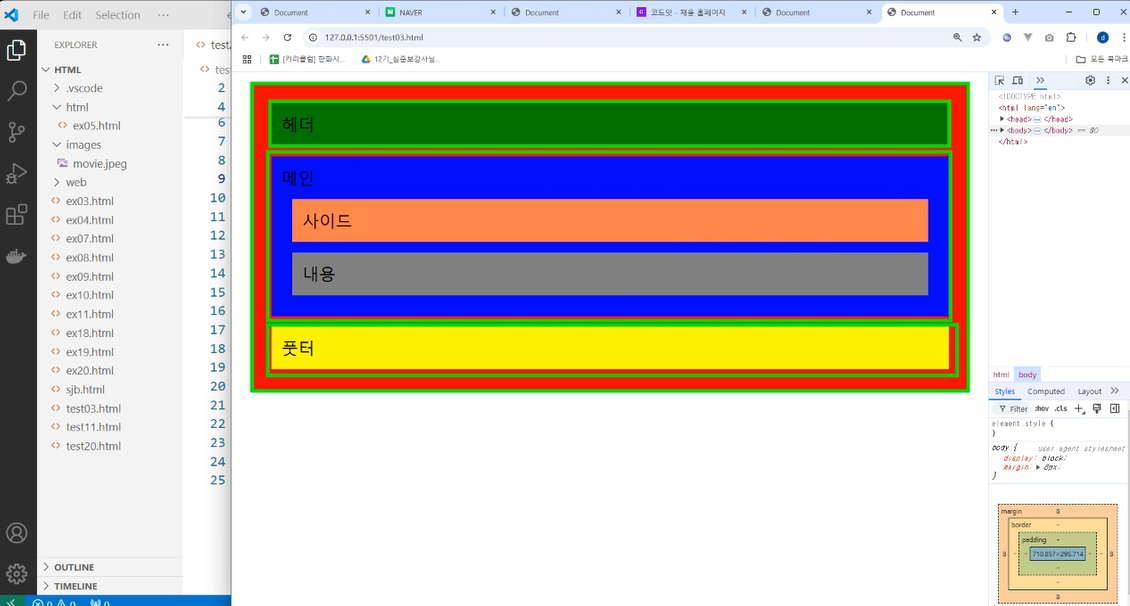 File Edit Selection ···
Document
NAVER
Document
코드잇 - 재용 홈페이지
Document
Document
127.0.0.1:5501/test03.html
[커리큘럼] 한화시...
12기_심준보강사님...
모든 북마크
EXPLORER ···
HTML
.vscode
html
ex05.html
images
movie.jpeg
web
ex03.html
ex04.html
ex07.html
ex08.html
ex09.html
ex10.html
ex11.html
ex18.html
ex19.html
ex20.html
sjb.html
test03.html
test11.html
test20.html
OUTLINE
TIMELINE
2
4
6
7
8
9
10
11
12
13
14
15
16
17
18
19
20
21
22
23
24
25
헤더
메인
사이드
내용
풋터
<!DOCTYPE html>
<html lang="en">
<head> ··· </head>
··· <body> ··· </body> == $0
</html>
html body
Styles Computed Layout
Filter :hov .cls
element.style {
}
body { user agent stylesheet
display: block;
margin: 8px;
}
margin 8
border -
padding -
8 - - 710.857×295.714 - - 8
-
-
8
0 0 0